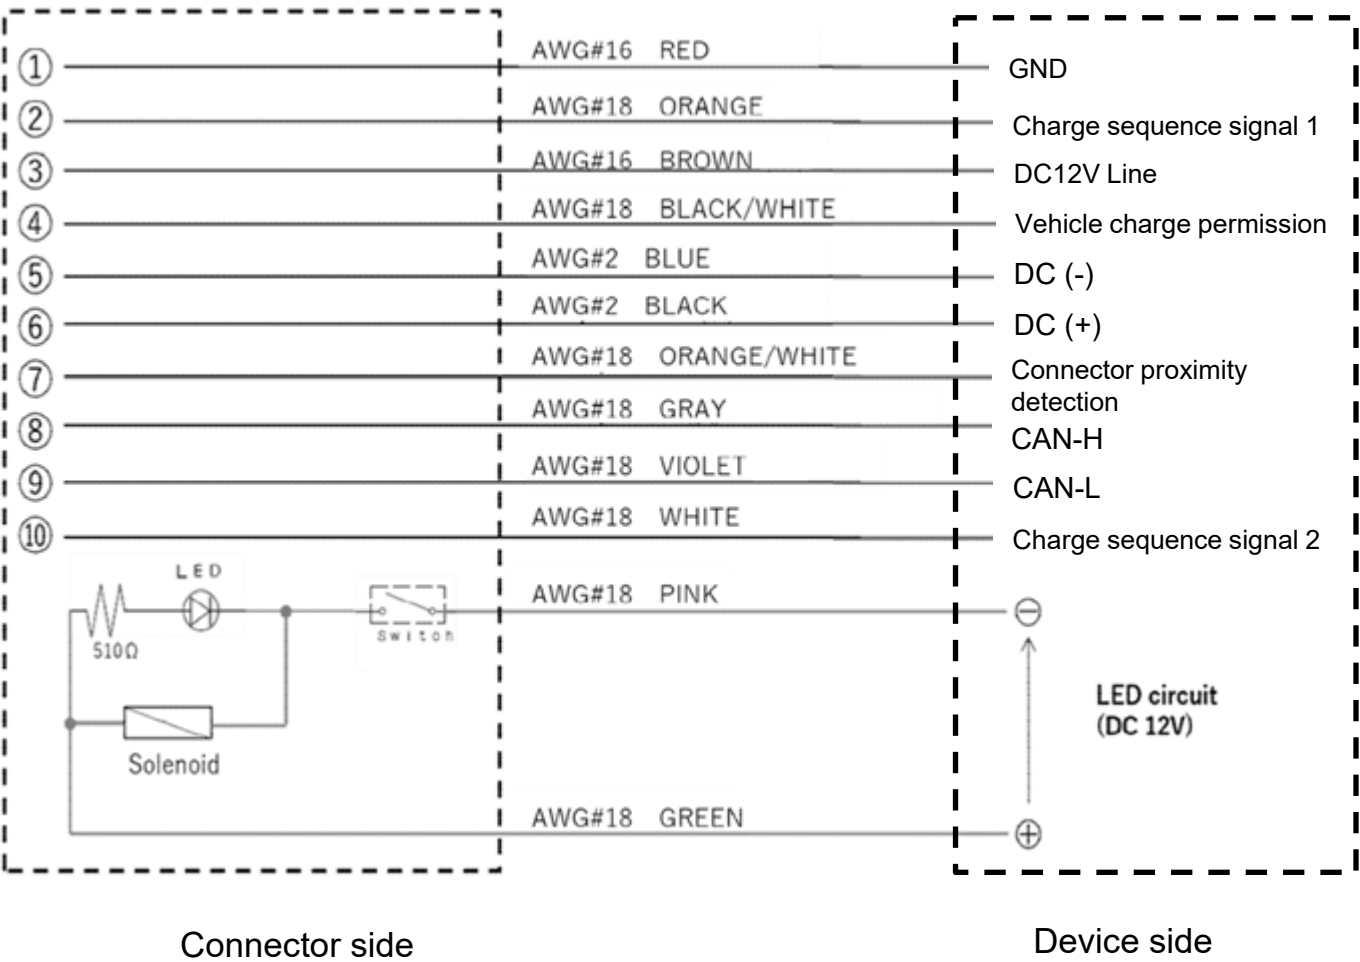 ① AWG#16 RED GND
② AWG#18 ORANGE Charge sequence signal 1
③ AWG#16 BROWN DC12V Line
④ AWG#18 BLACK/WHITE Vehicle charge permission
⑤ AWG#2 BLUE DC (-)
⑥ AWG#2 BLACK DC (+)
⑦ AWG#18 ORANGE/WHITE Connector proximity
detection
⑧ AWG#18 GRAY CAN-H
⑨ AWG#18 VIOLET CAN-L
⑩ AWG#18 WHITE Charge sequence signal 2
LED
AWG#18 PINK ⊖
Switch
510Ω
LED circuit
(DC 12V)
Solenoid
AWG#18 GREEN ⊕
Connector side
Device side